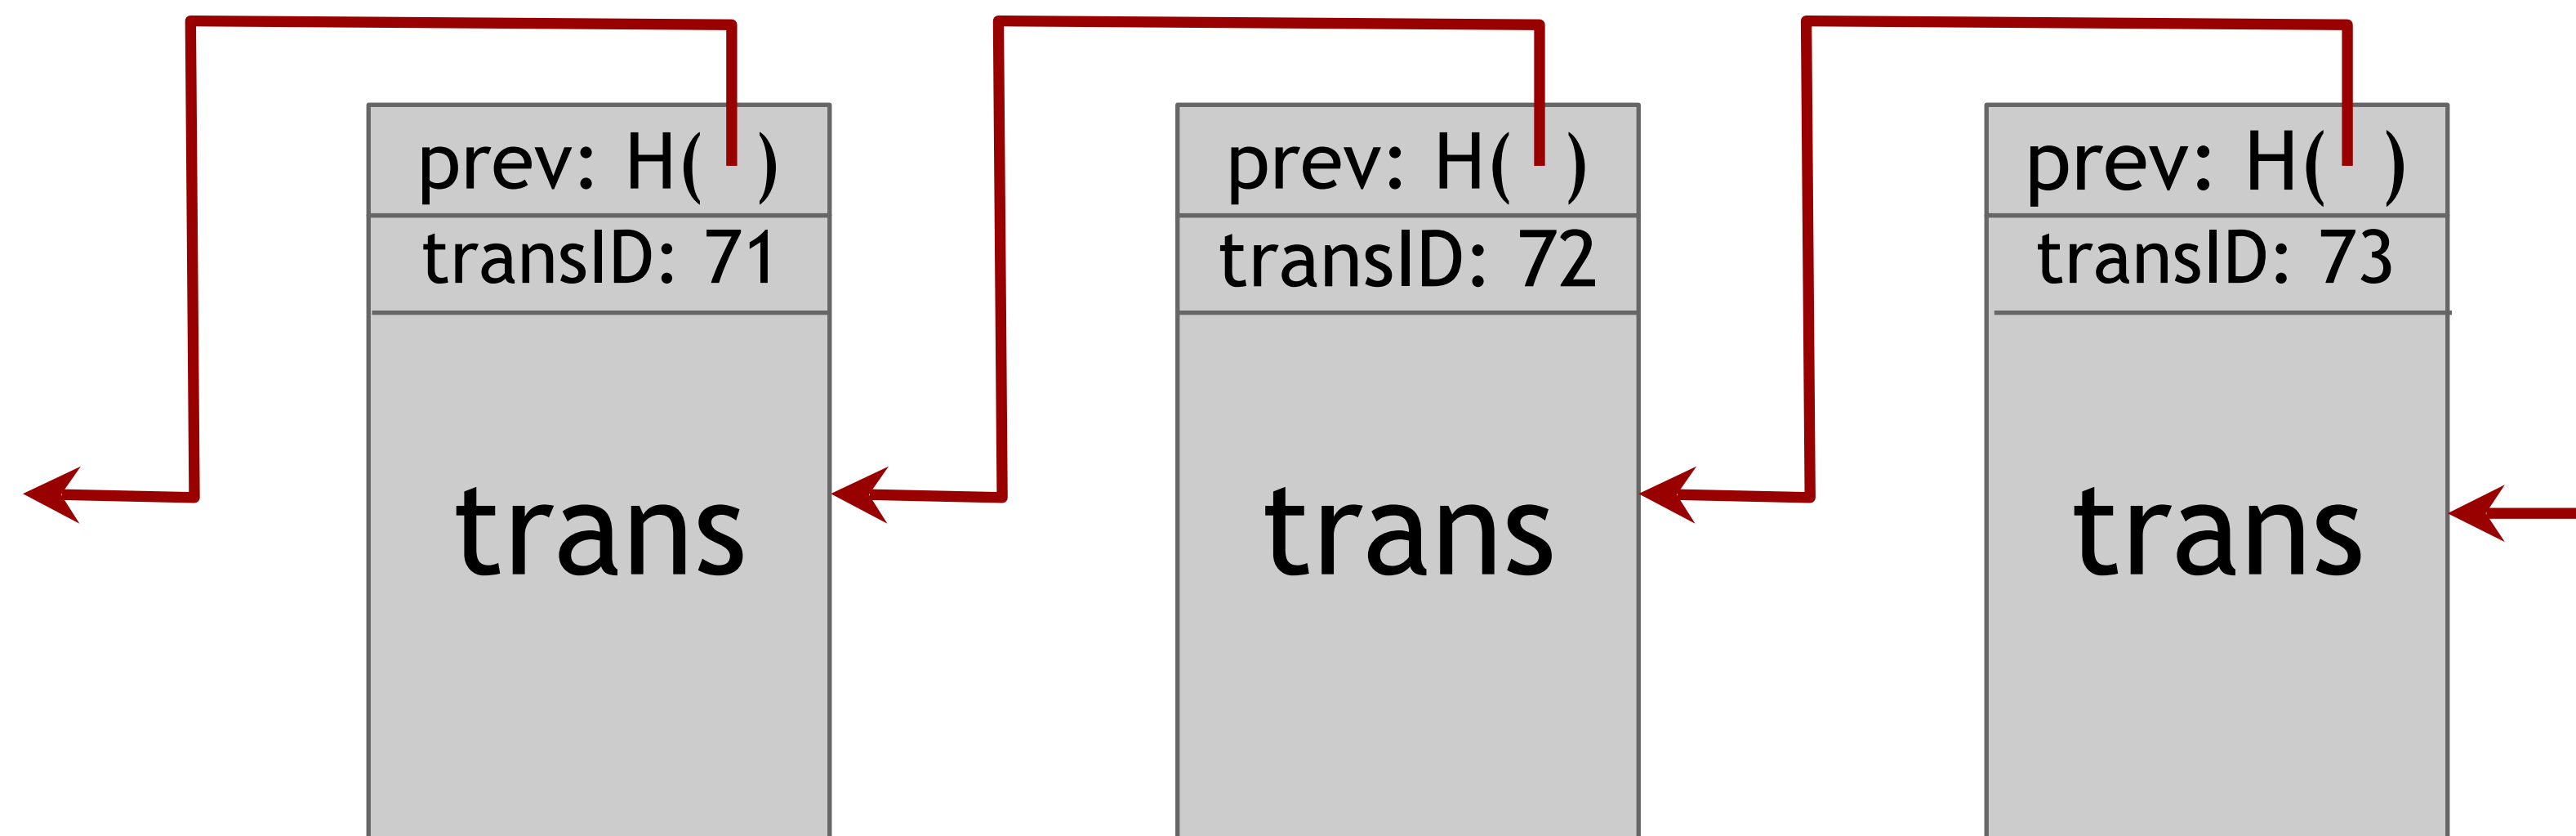 prev: H( )
transID: 71
trans
prev: H( )
transID: 72
trans
prev: H( )
transID: 73
trans